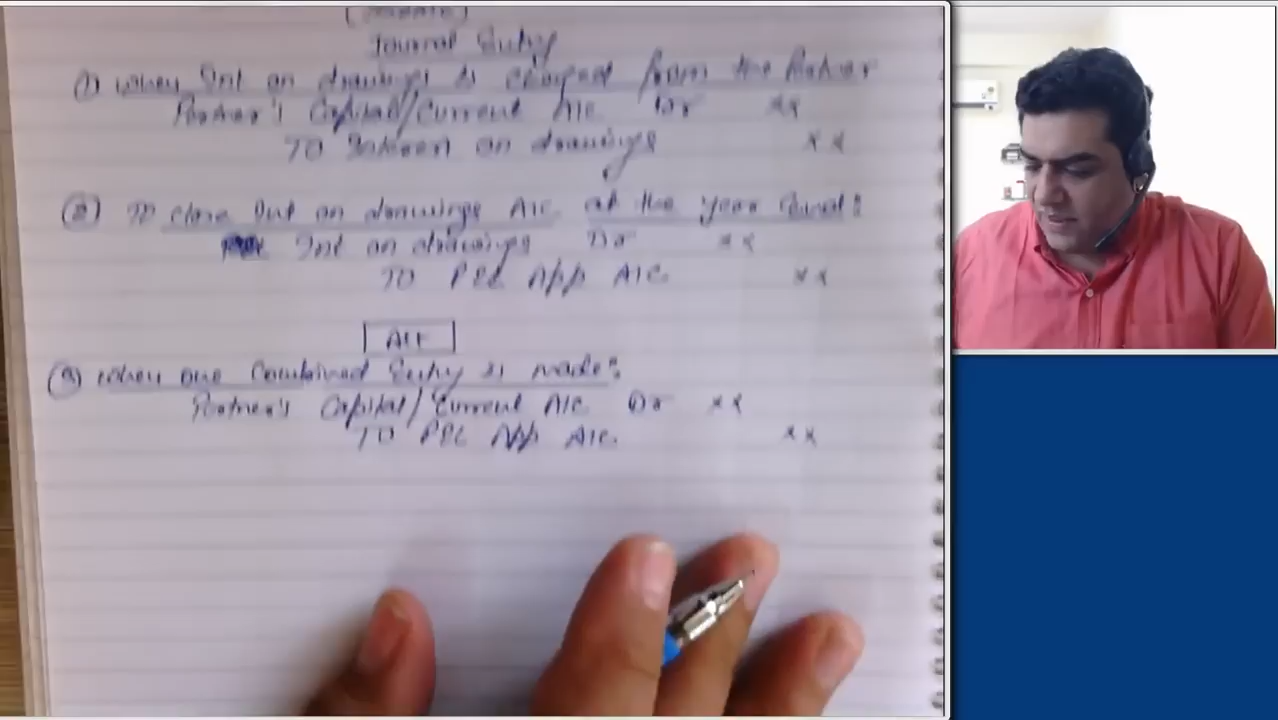 Journal Entry
(1) When Int on drawings is charged from the Partner
Partner's Capital/Current A/c Dr xx
TO Interest on drawings xx
(2) To close Int on drawings A/c at the year end:
Int on drawings Dr xx
TO P&L App A/c xx
Alt
(3) When one Combined Entry is made:
Partner's Capital/Current A/c Dr xx
TO P&L App A/c xx